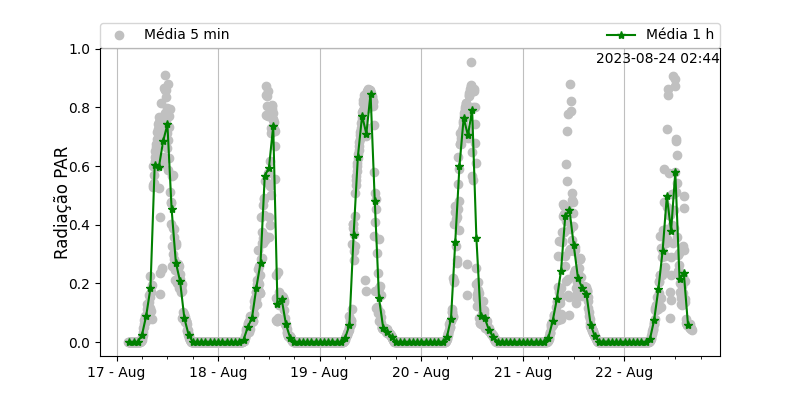 Média 5 min
Média 1 h
2023-08-24 02:44
Radiação PAR
1.0
0.8
0.6
0.4
0.2
0.0
17 - Aug
18 - Aug
19 - Aug
20 - Aug
21 - Aug
22 - Aug